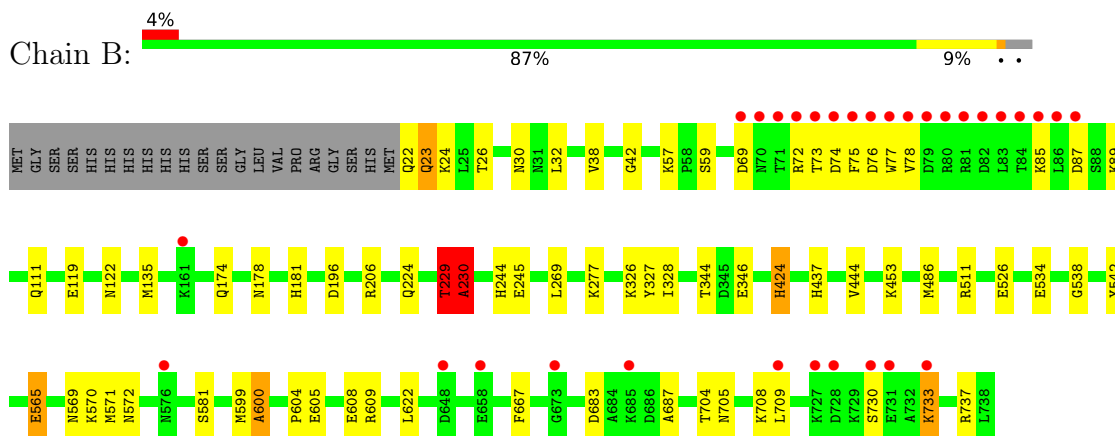 4%
Chain B:
87% 9% • •
MET GLY SER SER HIS HIS HIS HIS HIS HIS SER SER GLY LEU VAL PRO ARG GLY SER HIS MET Q22 Q23 K24 L25 T26 N30 N31 L32 V38 G42 K57 P58 S59 D69 N70 T71 R72 T73 D74 F75 D76 W77 V78 D79 R80 R81 D82 L83 T84 K85 L86 D87 S88 K89
Q111 E119 N122 M135 K161 Q174 N178 H181 D196 R206 Q224 T229 A230 H244 E245 L269 K277 K326 Y327 I328 T344 D345 E346 H424 H437 V444 K453 M486 R511 E526 E534 G538 Y542
E565 N569 K570 M571 N572 N576 S581 M599 A600 P604 E605 E608 R609 L622 D648 E658 F667 G673 D683 A684 K685 D686 A687 T704 N705 K708 L709 K727 D728 K729 S730 E731 A732 K733 R737 L738